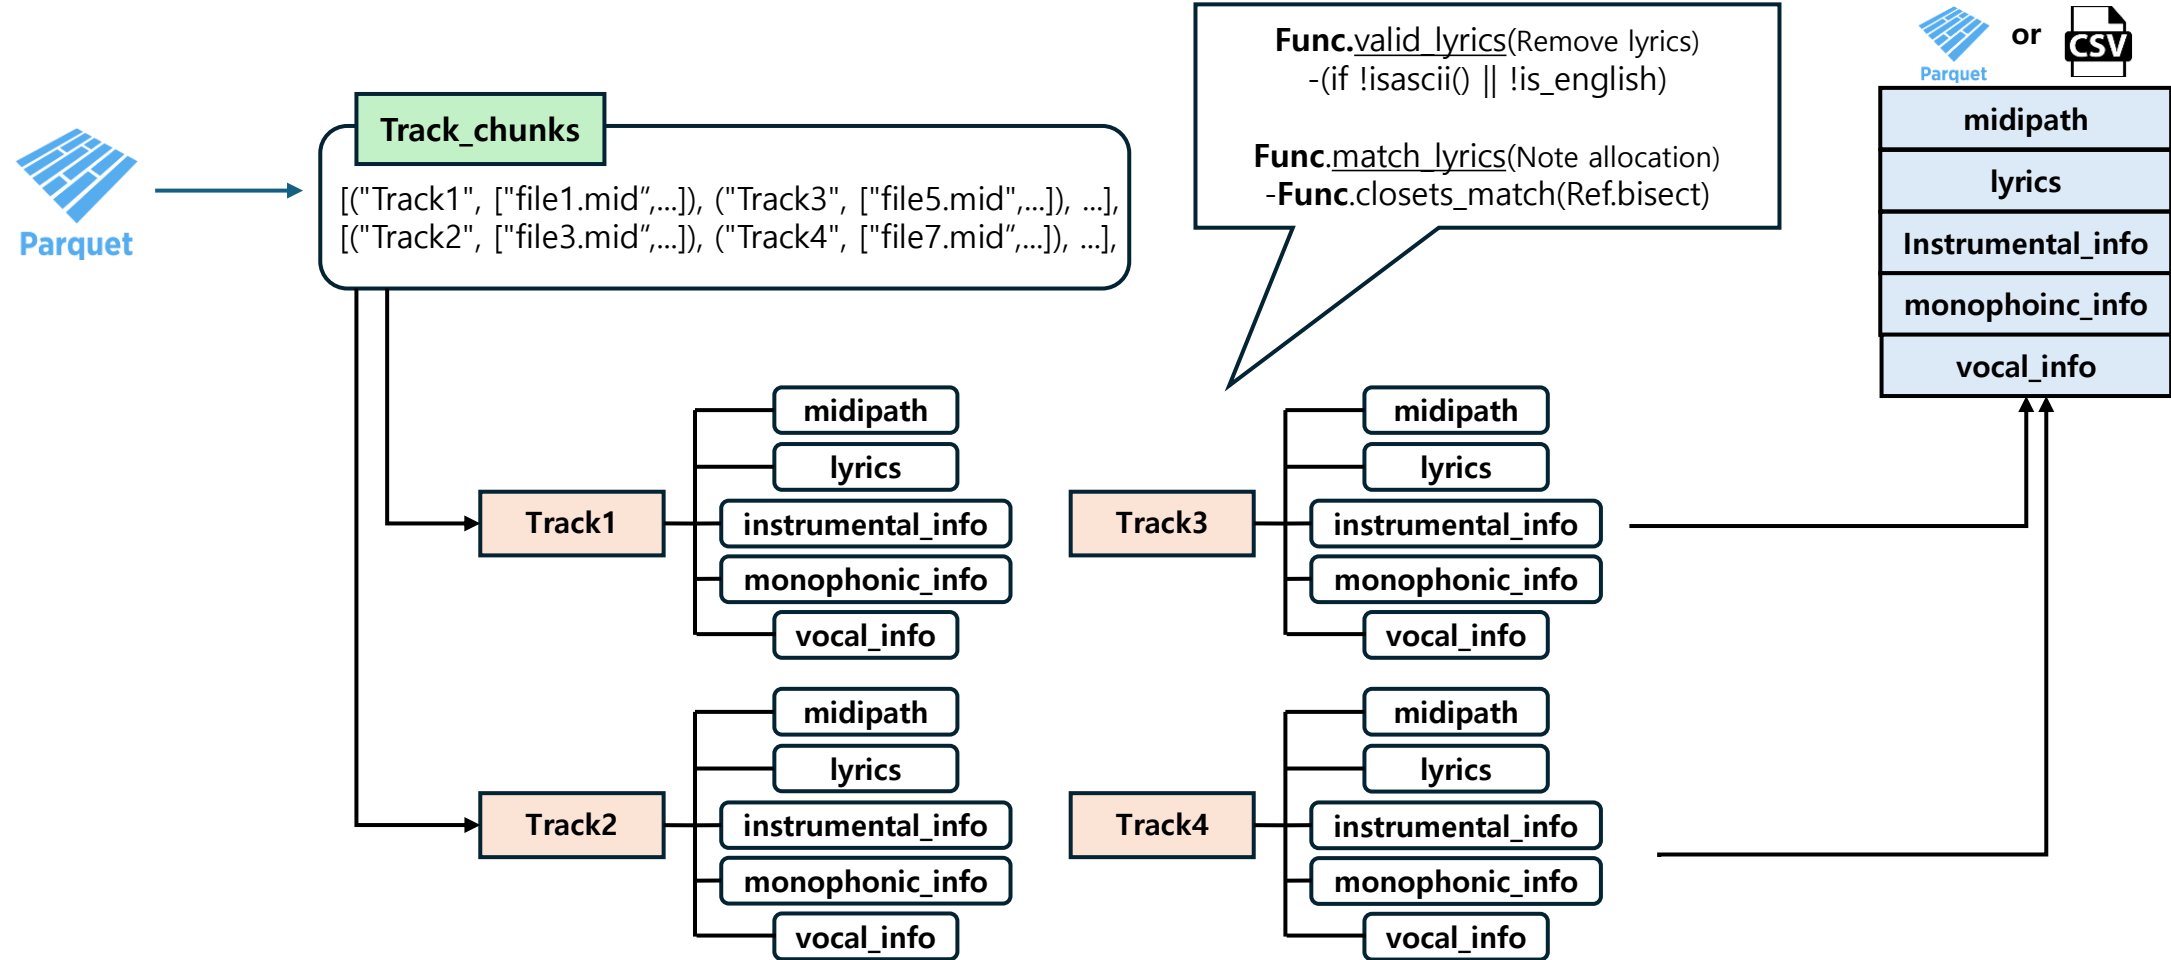 Parquet
Track_chunks
[("Track1", ["file1.mid”,...]), ("Track3", ["file5.mid”,...]), ...],
[("Track2", ["file3.mid”,...]), ("Track4", ["file7.mid”,...]), ...],
Func.valid_lyrics(Remove lyrics)
-(if !isascii() || !is_english)
Func.match_lyrics(Note allocation)
-Func.closets_match(Ref.bisect)
Parquet
or
CSV
midipath
lyrics
Instrumental_info
monophoinc_info
vocal_info
Track1
midipath
lyrics
instrumental_info
monophonic_info
vocal_info
Track3
midipath
lyrics
instrumental_info
monophonic_info
vocal_info
Track2
midipath
lyrics
instrumental_info
monophonic_info
vocal_info
Track4
midipath
lyrics
instrumental_info
monophonic_info
vocal_info